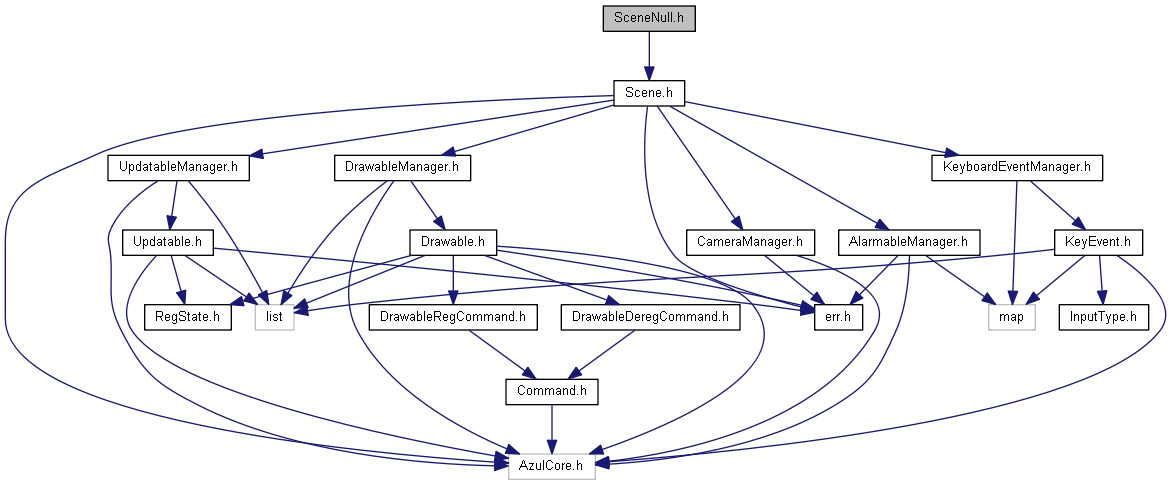 SceneNull.h
Scene.h
UpdatableManager.h
DrawableManager.h
KeyboardEventManager.h
Updatable.h
Drawable.h
CameraManager.h
AlarmableManager.h
KeyEvent.h
RegState.h
list
DrawableRegCommand.h
DrawableDeregCommand.h
err.h
map
InputType.h
Command.h
AzulCore.h